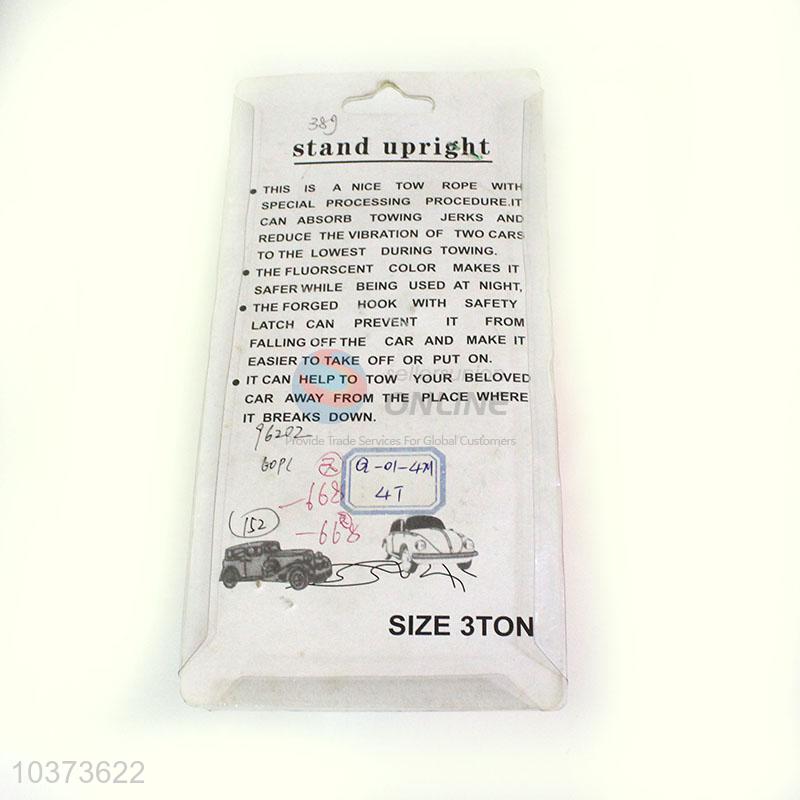 389
stand upright
• THIS IS A NICE TOW ROPE WITH
SPECIAL PROCESSING PROCEDURE.IT
CAN ABSORB TOWING JERKS AND
REDUCE THE VIBRATION OF TWO CARS
TO THE LOWEST DURING TOWING.
• THE FLUORSCENT COLOR MAKES IT
SAFER WHILE BEING USED AT NIGHT,
• THE FORGED HOOK WITH SAFETY
LATCH CAN PREVENT IT FROM
FALLING OFF THE CAR AND MAKE IT
EASIER TO TAKE OFF OR PUT ON.
• IT CAN HELP TO TOW YOUR BELOVED
CAR AWAY FROM THE PLACE WHERE
IT BREAKS DOWN.
sellersunion
ONLINE
Provide Trade Services For Global Customers
96202
60PC
-01-4M
4T
-668
-668
152
SIZE 3TON
10373622